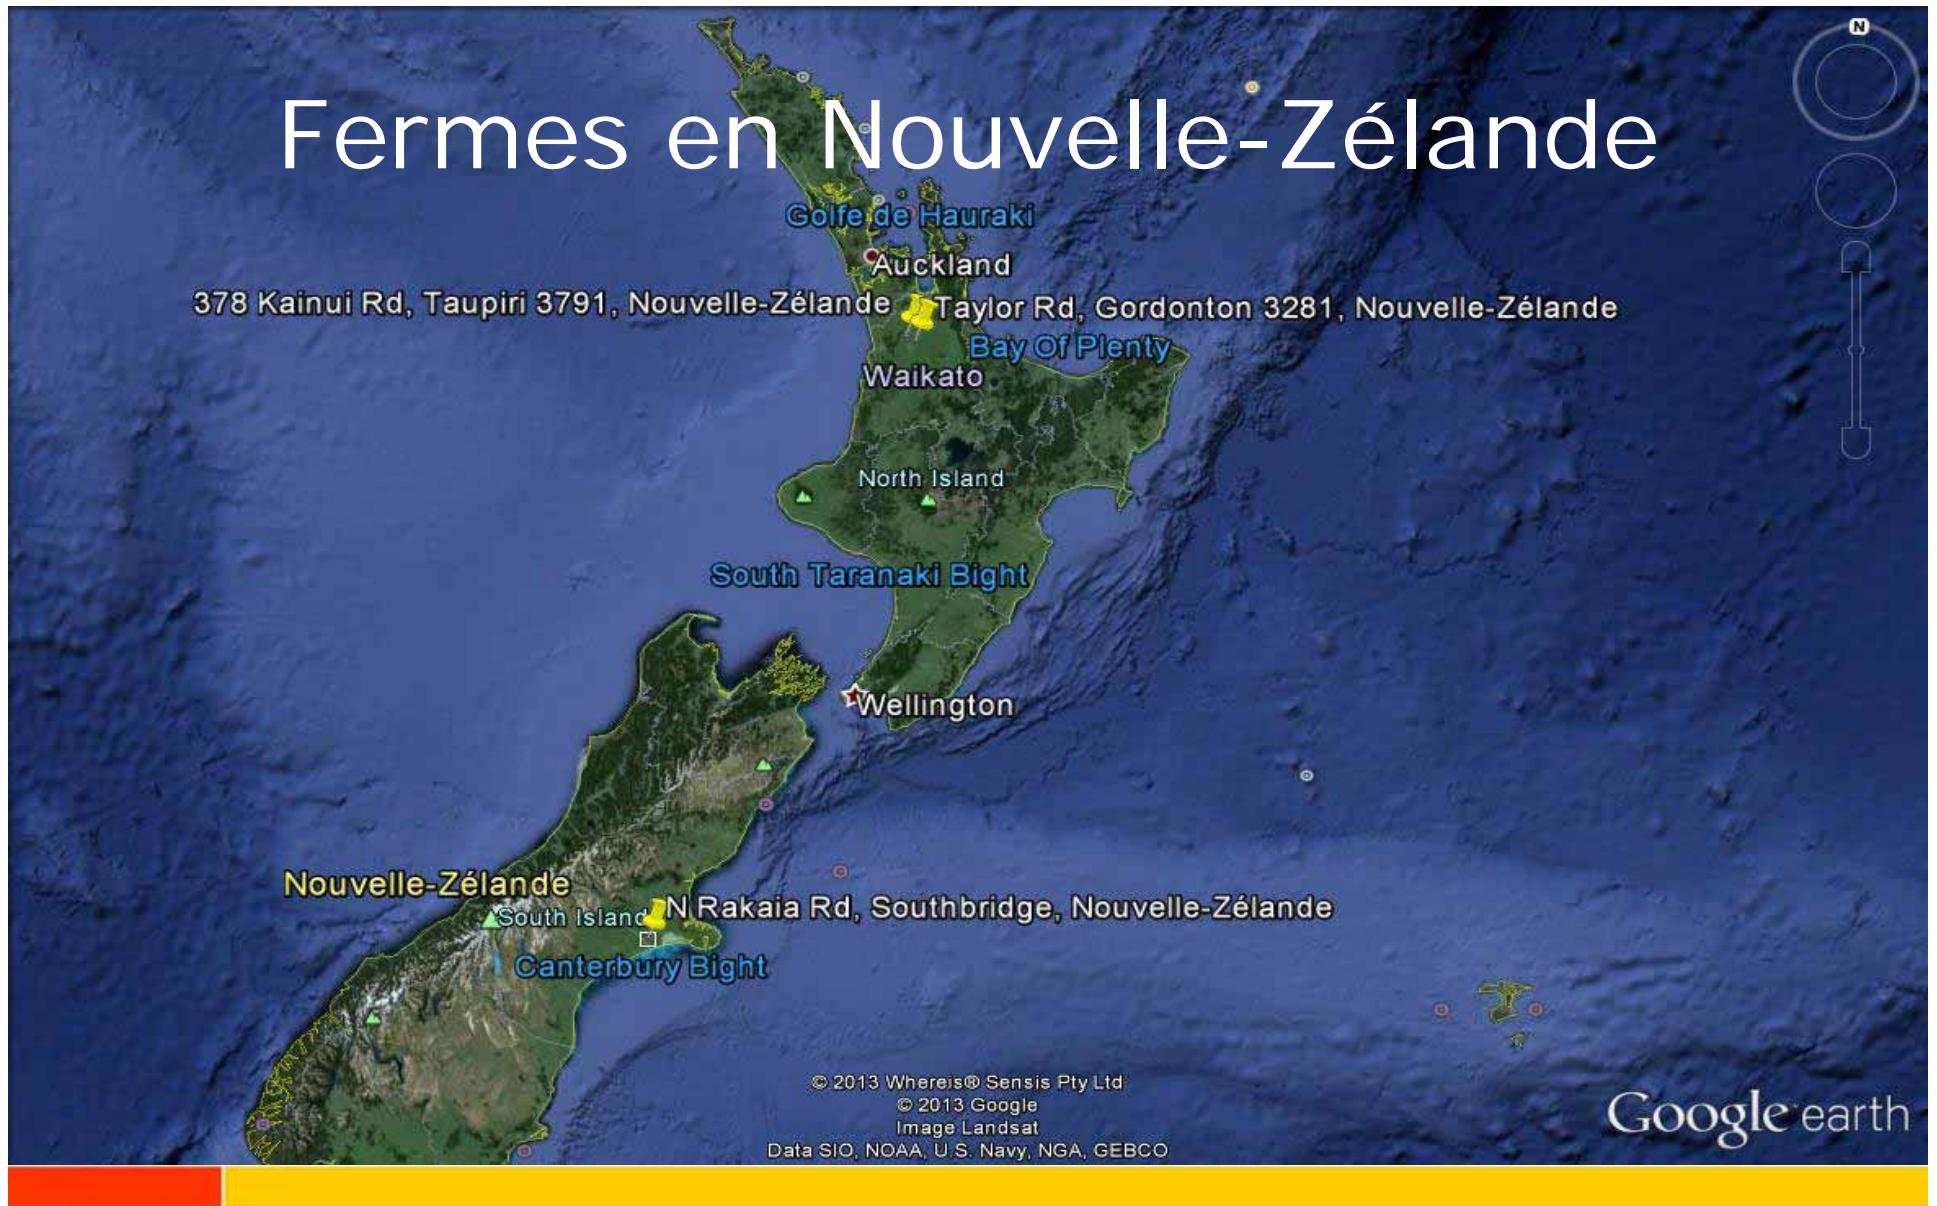 N
Fermes en Nouvelle-Zélande
Golfe de Hauraki
Auckland
378 Kainui Rd, Taupiri 3791, Nouvelle-Zélande
Taylor Rd, Gordonton 3281, Nouvelle-Zélande
Bay Of Plenty
Waikato
North Island
South Taranaki Bight
Wellington
Nouvelle-Zélande
South Island
N Rakaia Rd, Southbridge, Nouvelle-Zélande
Canterbury Bight
© 2013 Whereis® Sensis Pty Ltd
© 2013 Google
Image Landsat
Data SIO, NOAA, U.S. Navy, NGA, GEBCO
Google earth